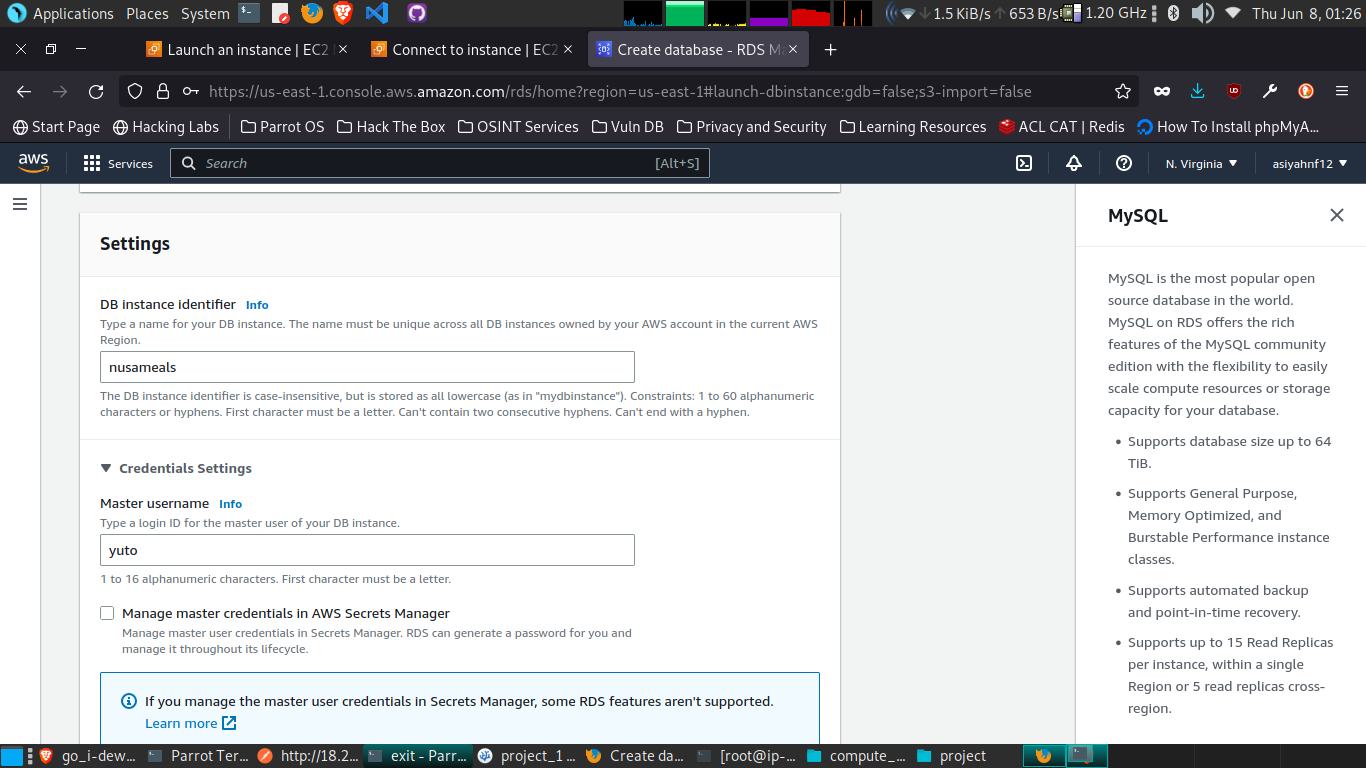 Applications Places System 1.5 KiB/s 653 B/s 1.20 GHz Thu Jun 8, 01:26
Launch an instance | EC2 Connect to instance | EC2 Create database - RDS M
https://us-east-1.console.aws.amazon.com/rds/home?region=us-east-1#launch-dbinstance:gdb=false;s3-import=false
Start Page Hacking Labs Parrot OS Hack The Box OSINT Services Vuln DB Privacy and Security Learning Resources ACL CAT | Redis How To Install phpMyA...
aws Services Search [Alt+S] N. Virginia asiyahnf12
Settings
DB instance identifier Info
Type a name for your DB instance. The name must be unique across all DB instances owned by your AWS account in the current AWS
Region.
nusameals
The DB instance identifier is case-insensitive, but is stored as all lowercase (as in "mydbinstance"). Constraints: 1 to 60 alphanumeric
characters or hyphens. First character must be a letter. Can't contain two consecutive hyphens. Can't end with a hyphen.
Credentials Settings
Master username Info
Type a login ID for the master user of your DB instance.
yuto
1 to 16 alphanumeric characters. First character must be a letter.
Manage master credentials in AWS Secrets Manager
Manage master user credentials in Secrets Manager. RDS can generate a password for you and
manage it throughout its lifecycle.
If you manage the master user credentials in Secrets Manager, some RDS features aren't supported.
Learn more
MySQL
MySQL is the most popular open
source database in the world.
MySQL on RDS offers the rich
features of the MySQL community
edition with the flexibility to easily
scale compute resources or storage
capacity for your database.
• Supports database size up to 64
TiB.
• Supports General Purpose,
Memory Optimized, and
Burstable Performance instance
classes.
• Supports automated backup
and point-in-time recovery.
• Supports up to 15 Read Replicas
per instance, within a single
Region or 5 read replicas cross-
region.
go_i-dew... Parrot Ter... http://18.2... exit - Parr... project_1 ... Create da... [root@ip-... compute_... project